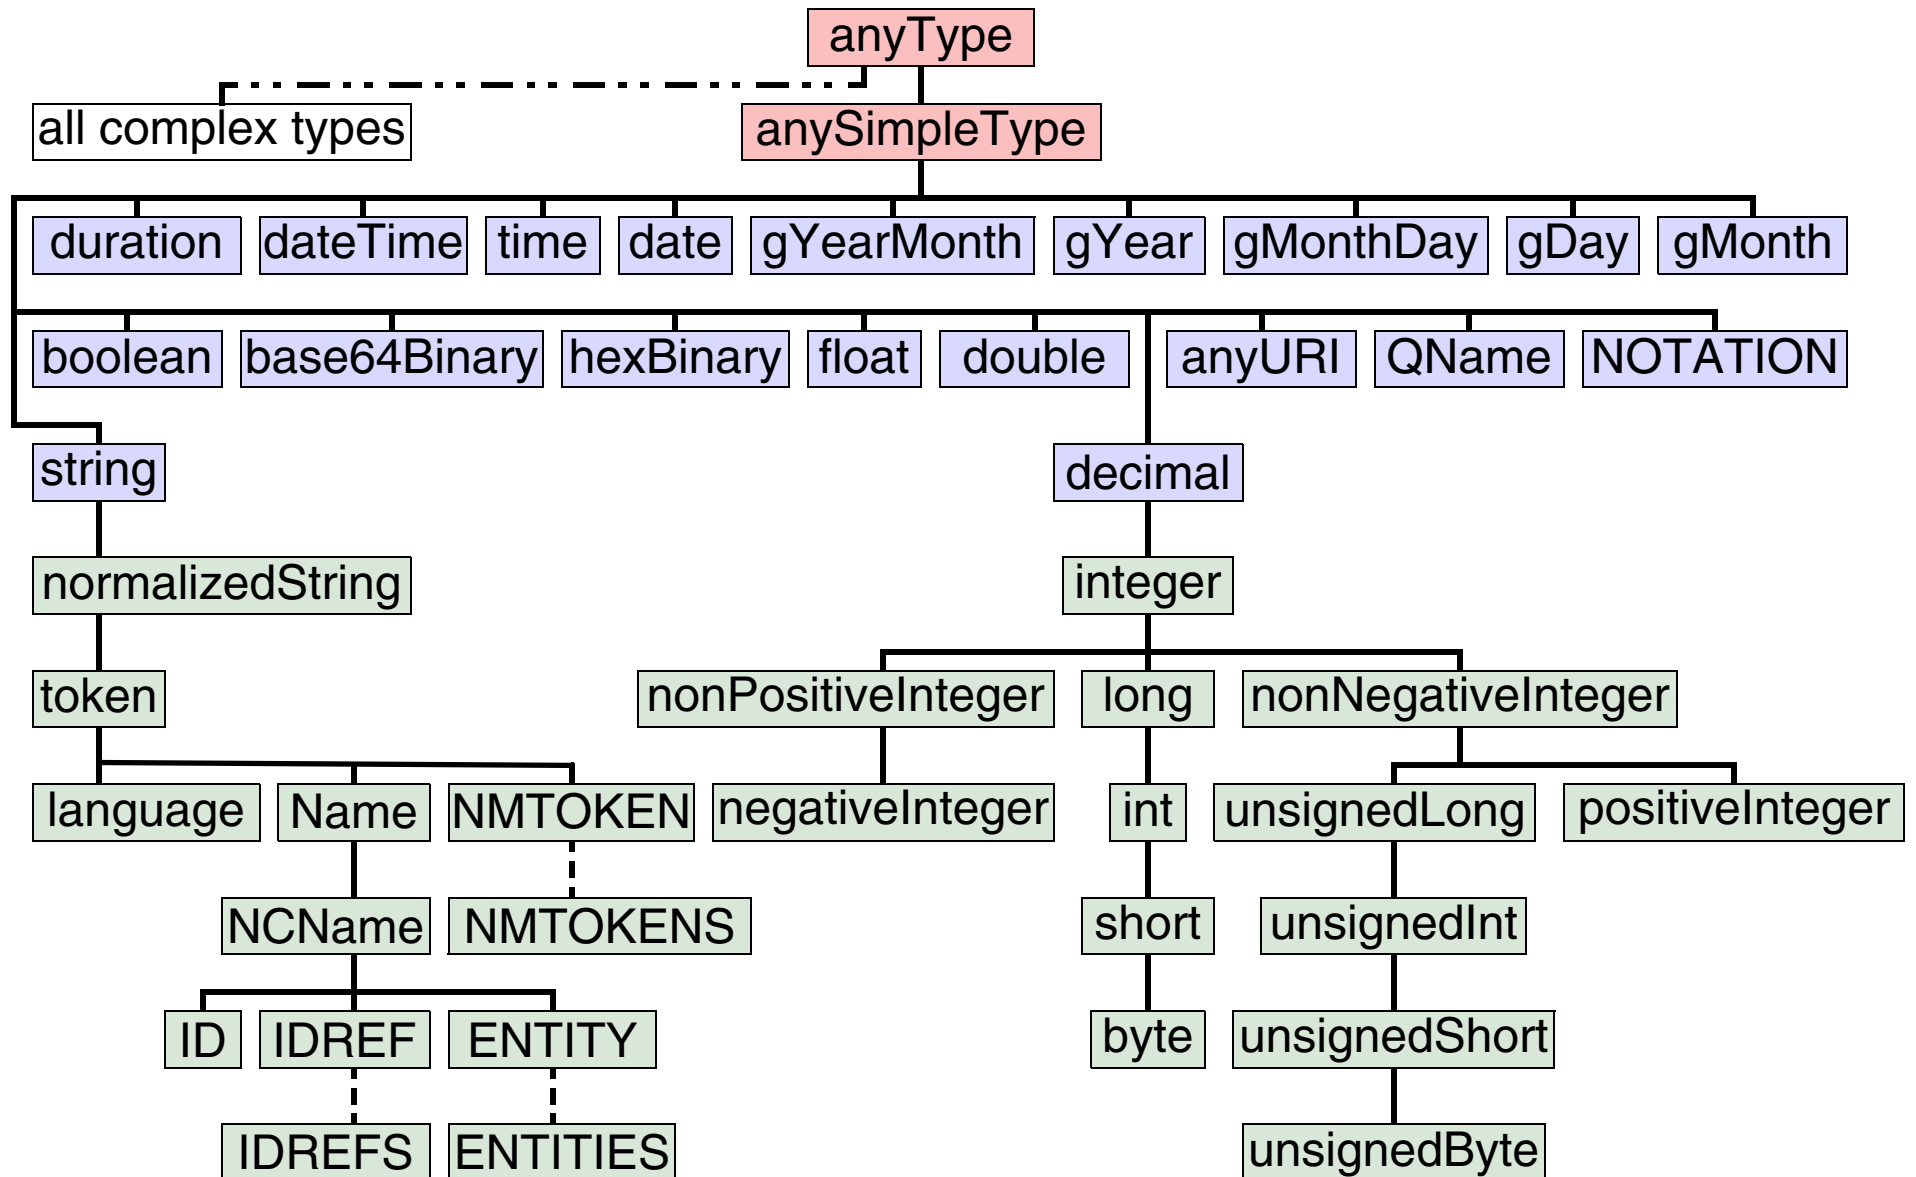 anyType
all complex types anySimpleType
duration dateTime time date gYearMonth gYear gMonthDay gDay gMonth
boolean base64Binary hexBinary float double anyURI QName NOTATION
string decimal
normalizedString integer
token nonPositiveInteger long nonNegativeInteger
language Name NMTOKEN negativeInteger int unsignedLong positiveInteger
NCName NMTOKENS short unsignedInt
ID IDREF ENTITY byte unsignedShort
IDREFS ENTITIES unsignedByte